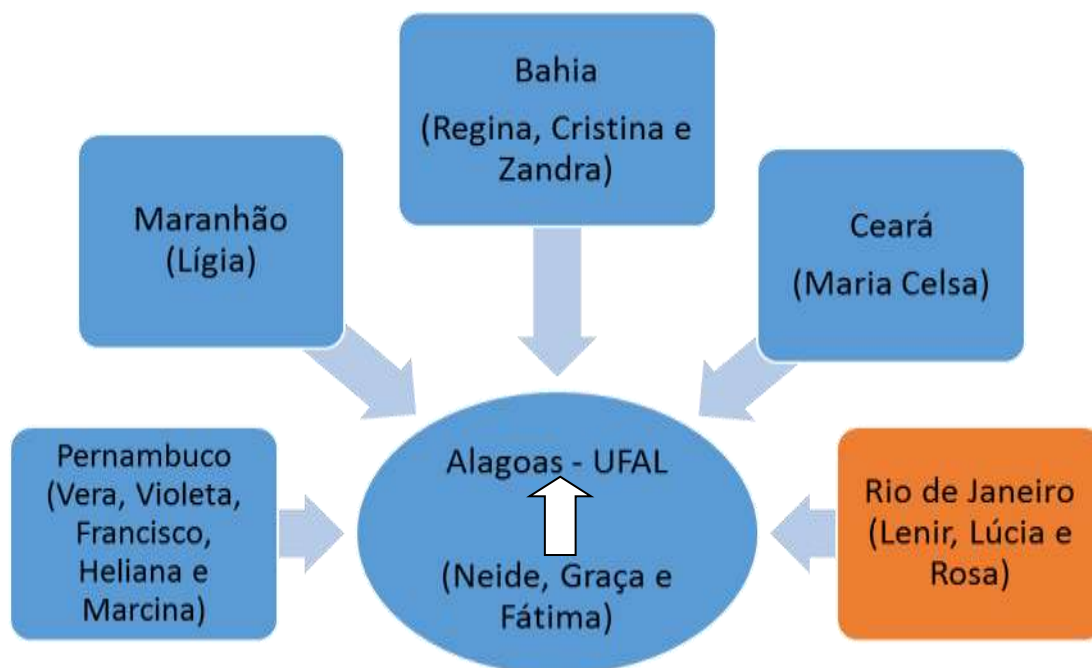 Bahia
(Regina, Cristina e
Zandra)
Maranhão
(Lígia)
Ceará
(Maria Celsa)
Pernambuco
(Vera, Violeta,
Francisco,
Heliana e
Marcina)
Alagoas - UFAL
(Neide, Graça e
Fátima)
Rio de Janeiro
(Lenir, Lúcia e
Rosa)